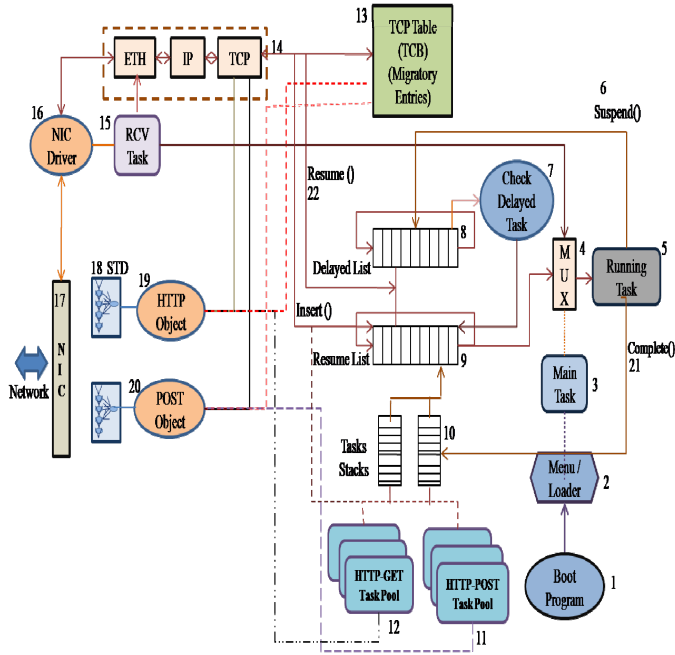 13
TCP Table
(TCB)
(Migratory
Entries)
14
ETH
IP
TCP
6
Suspend()
16
NIC
Driver
15
RCV
Task
Resume ()
22
7
Check
Delayed
Task
8
Delayed List
4
M
U
X
5
Running
Task
18 STD
19
HTTP
Object
17
N
I
C
Network
Insert ()
Resume List
9
Complete()
21
Main
Task
3
20
POST
Object
STD
10
Tasks
Stacks
Menu /
Loader
2
HTTP-GET
Task Pool
12
HTTP-POST
Task Pool
11
Boot
Program
1